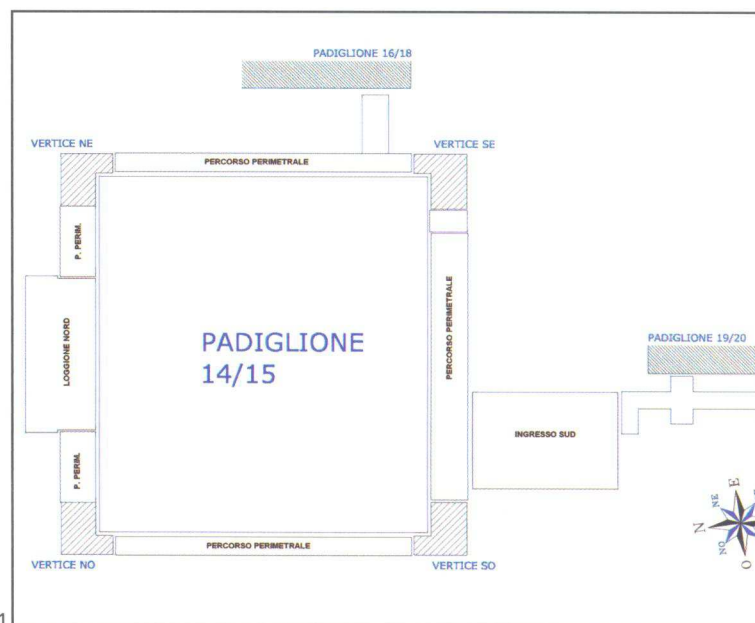 PADIGLIONE 16/18
VERTICE NE
VERTICE SE
PERCORSO PERIMETRALE
P. PERIM.
LOGGIONE NORD
P. PERIM.
PADIGLIONE
14/15
PERCORSO PERIMETRALE
PADIGLIONE 19/20
INGRESSO SUD
PERCORSO PERIMETRALE
VERTICE NO
VERTICE SO
E
NE
N
NO
O
1